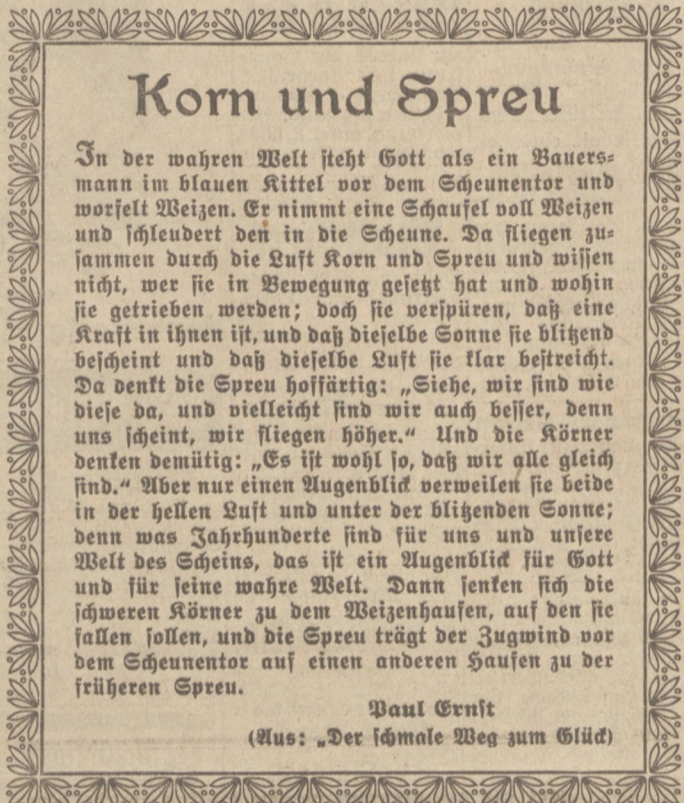 Korn und Spreu
In der wahren Welt steht Gott als ein Bauers-
mann im blauen Kittel vor dem Scheunentor und
worfelt Weizen. Er nimmt eine Schaufel voll Weizen
und schleudert den in die Scheune. Da fliegen zu-
sammen durch die Luft Korn und Spreu und wissen
nicht, wer sie in Bewegung gesetzt hat und wohin
sie getrieben werden; doch sie verspüren, daß eine
Kraft in ihnen ist, und daß dieselbe Sonne sie blitzend
bescheint und daß dieselbe Luft sie klar bestreicht.
Da denkt die Spreu hoffärtig: „Siehe, wir sind wie
diese da, und vielleicht sind wir auch besser, denn
uns scheint, wir fliegen höher.“ Und die Körner
denken demütig: „Es ist wohl so, daß wir alle gleich
sind.“ Aber nur einen Augenblick verweilen sie beide
in der hellen Luft und unter der blitzenden Sonne;
denn was Jahrhunderte sind für uns und unsere
Welt des Scheins, das ist ein Augenblick für Gott
und für seine wahre Welt. Dann senken sich die
schweren Körner zu dem Weizenhaufen, auf den sie
fallen sollen, und die Spreu trägt der Zugwind vor
dem Scheunentor auf einen anderen Haufen zu der
früheren Spreu.
Paul Ernst
(Aus: „Der schmale Weg zum Glück)